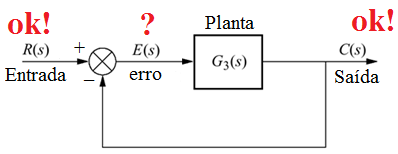 ok! ? Planta ok!
R(s) + E(s) G₃(s) C(s)
Entrada − erro Saída